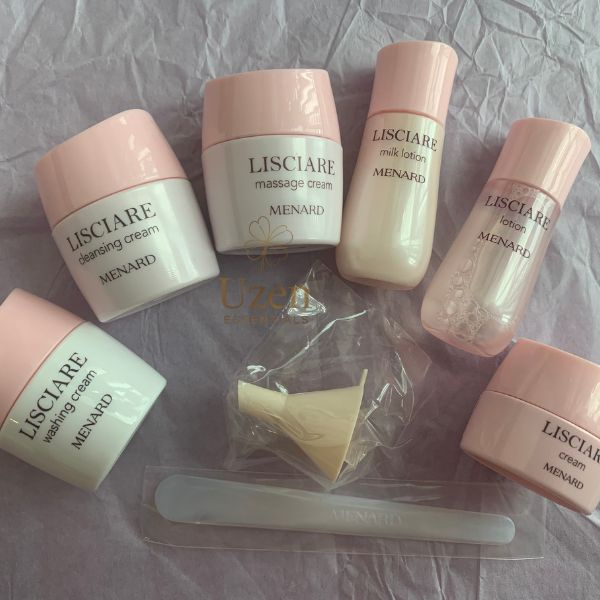 LISCIARE
cleansing cream
MENARD
LISCIARE
massage cream
MENARD
LISCIARE
milk lotion
MENARD
LISCIARE
lotion
MENARD
LISCIARE
washing cream
MENARD
LISCIARE
cream
MENARD
Uzen
ESSENTIALS
MENARD